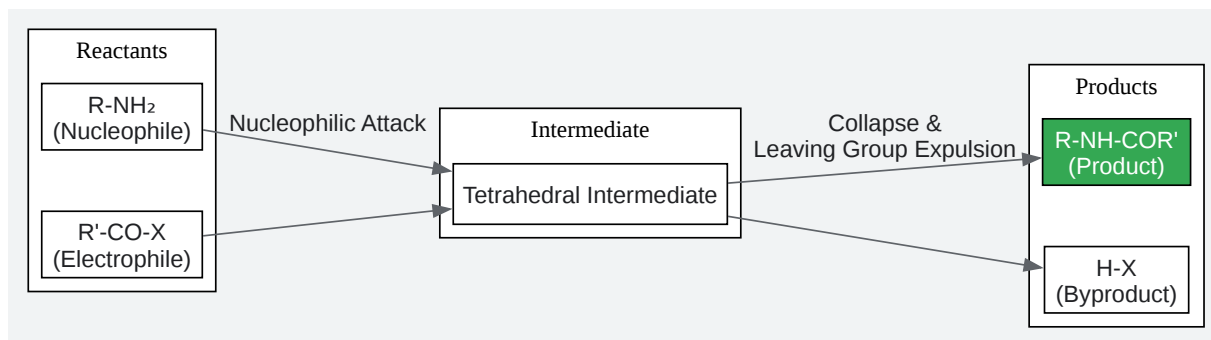 Reactants
R-NH₂
(Nucleophile)
R'-CO-X
(Electrophile)
Nucleophilic Attack
Intermediate
Tetrahedral Intermediate
Collapse &
Leaving Group Expulsion
Products
R-NH-COR'
(Product)
H-X
(Byproduct)